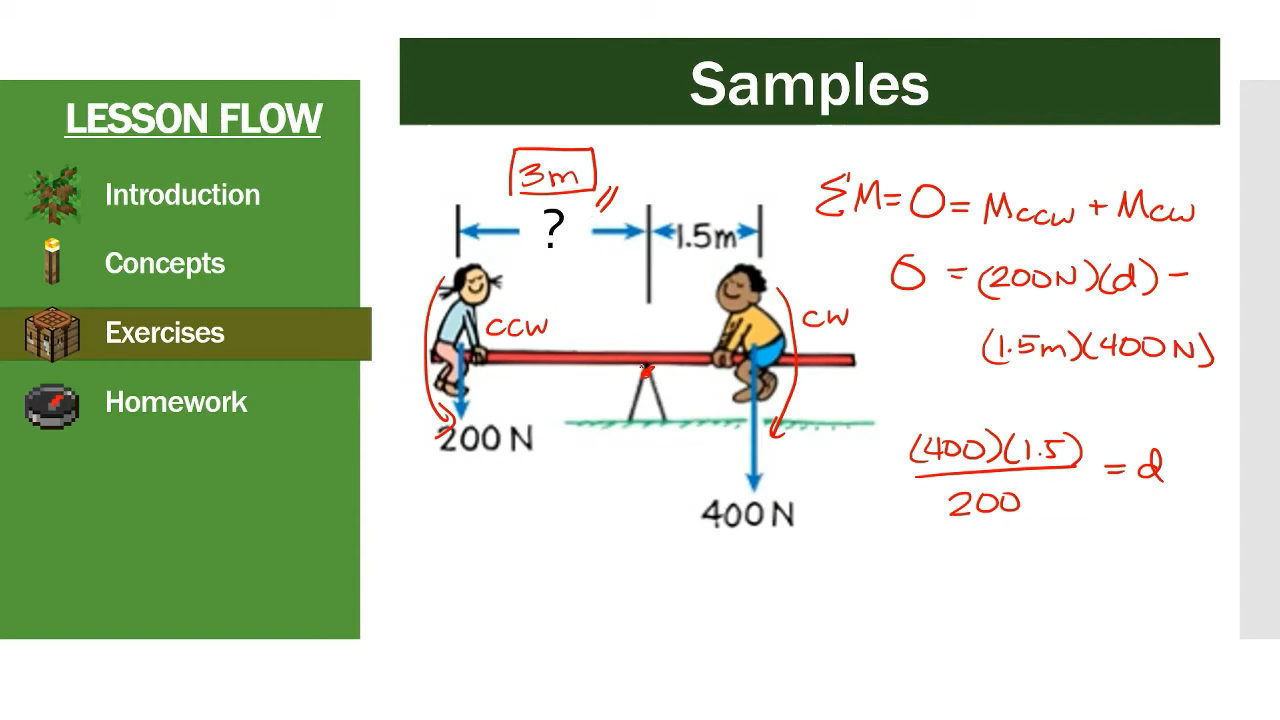 Samples
LESSON FLOW
Introduction
Concepts
Exercises
Homework
3m
?
1.5m
CCW
CW
200 N
400 N
ΣM = 0 = Mccw + Mcw
0 = (200N)(d) -
(1.5m)(400N)
(400)(1.5)
200
= d